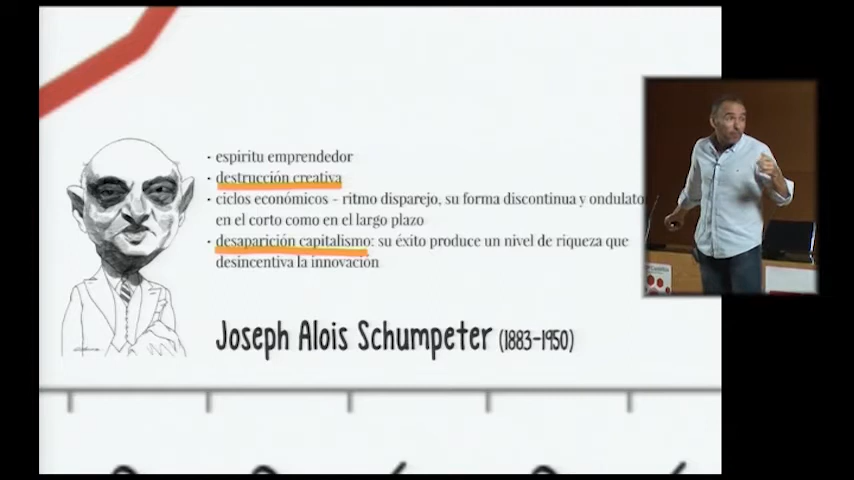 · espiritu emprendedor
· destrucción creativa
· ciclos económicos - ritmo disparejo, su forma discontinua y
en el corto como en el largo plazo
· desaparición capitalismo: su éxito produce un nivel de riqueza que
desincentiva la innovación
Joseph Alois Schumpeter (1883-1950)